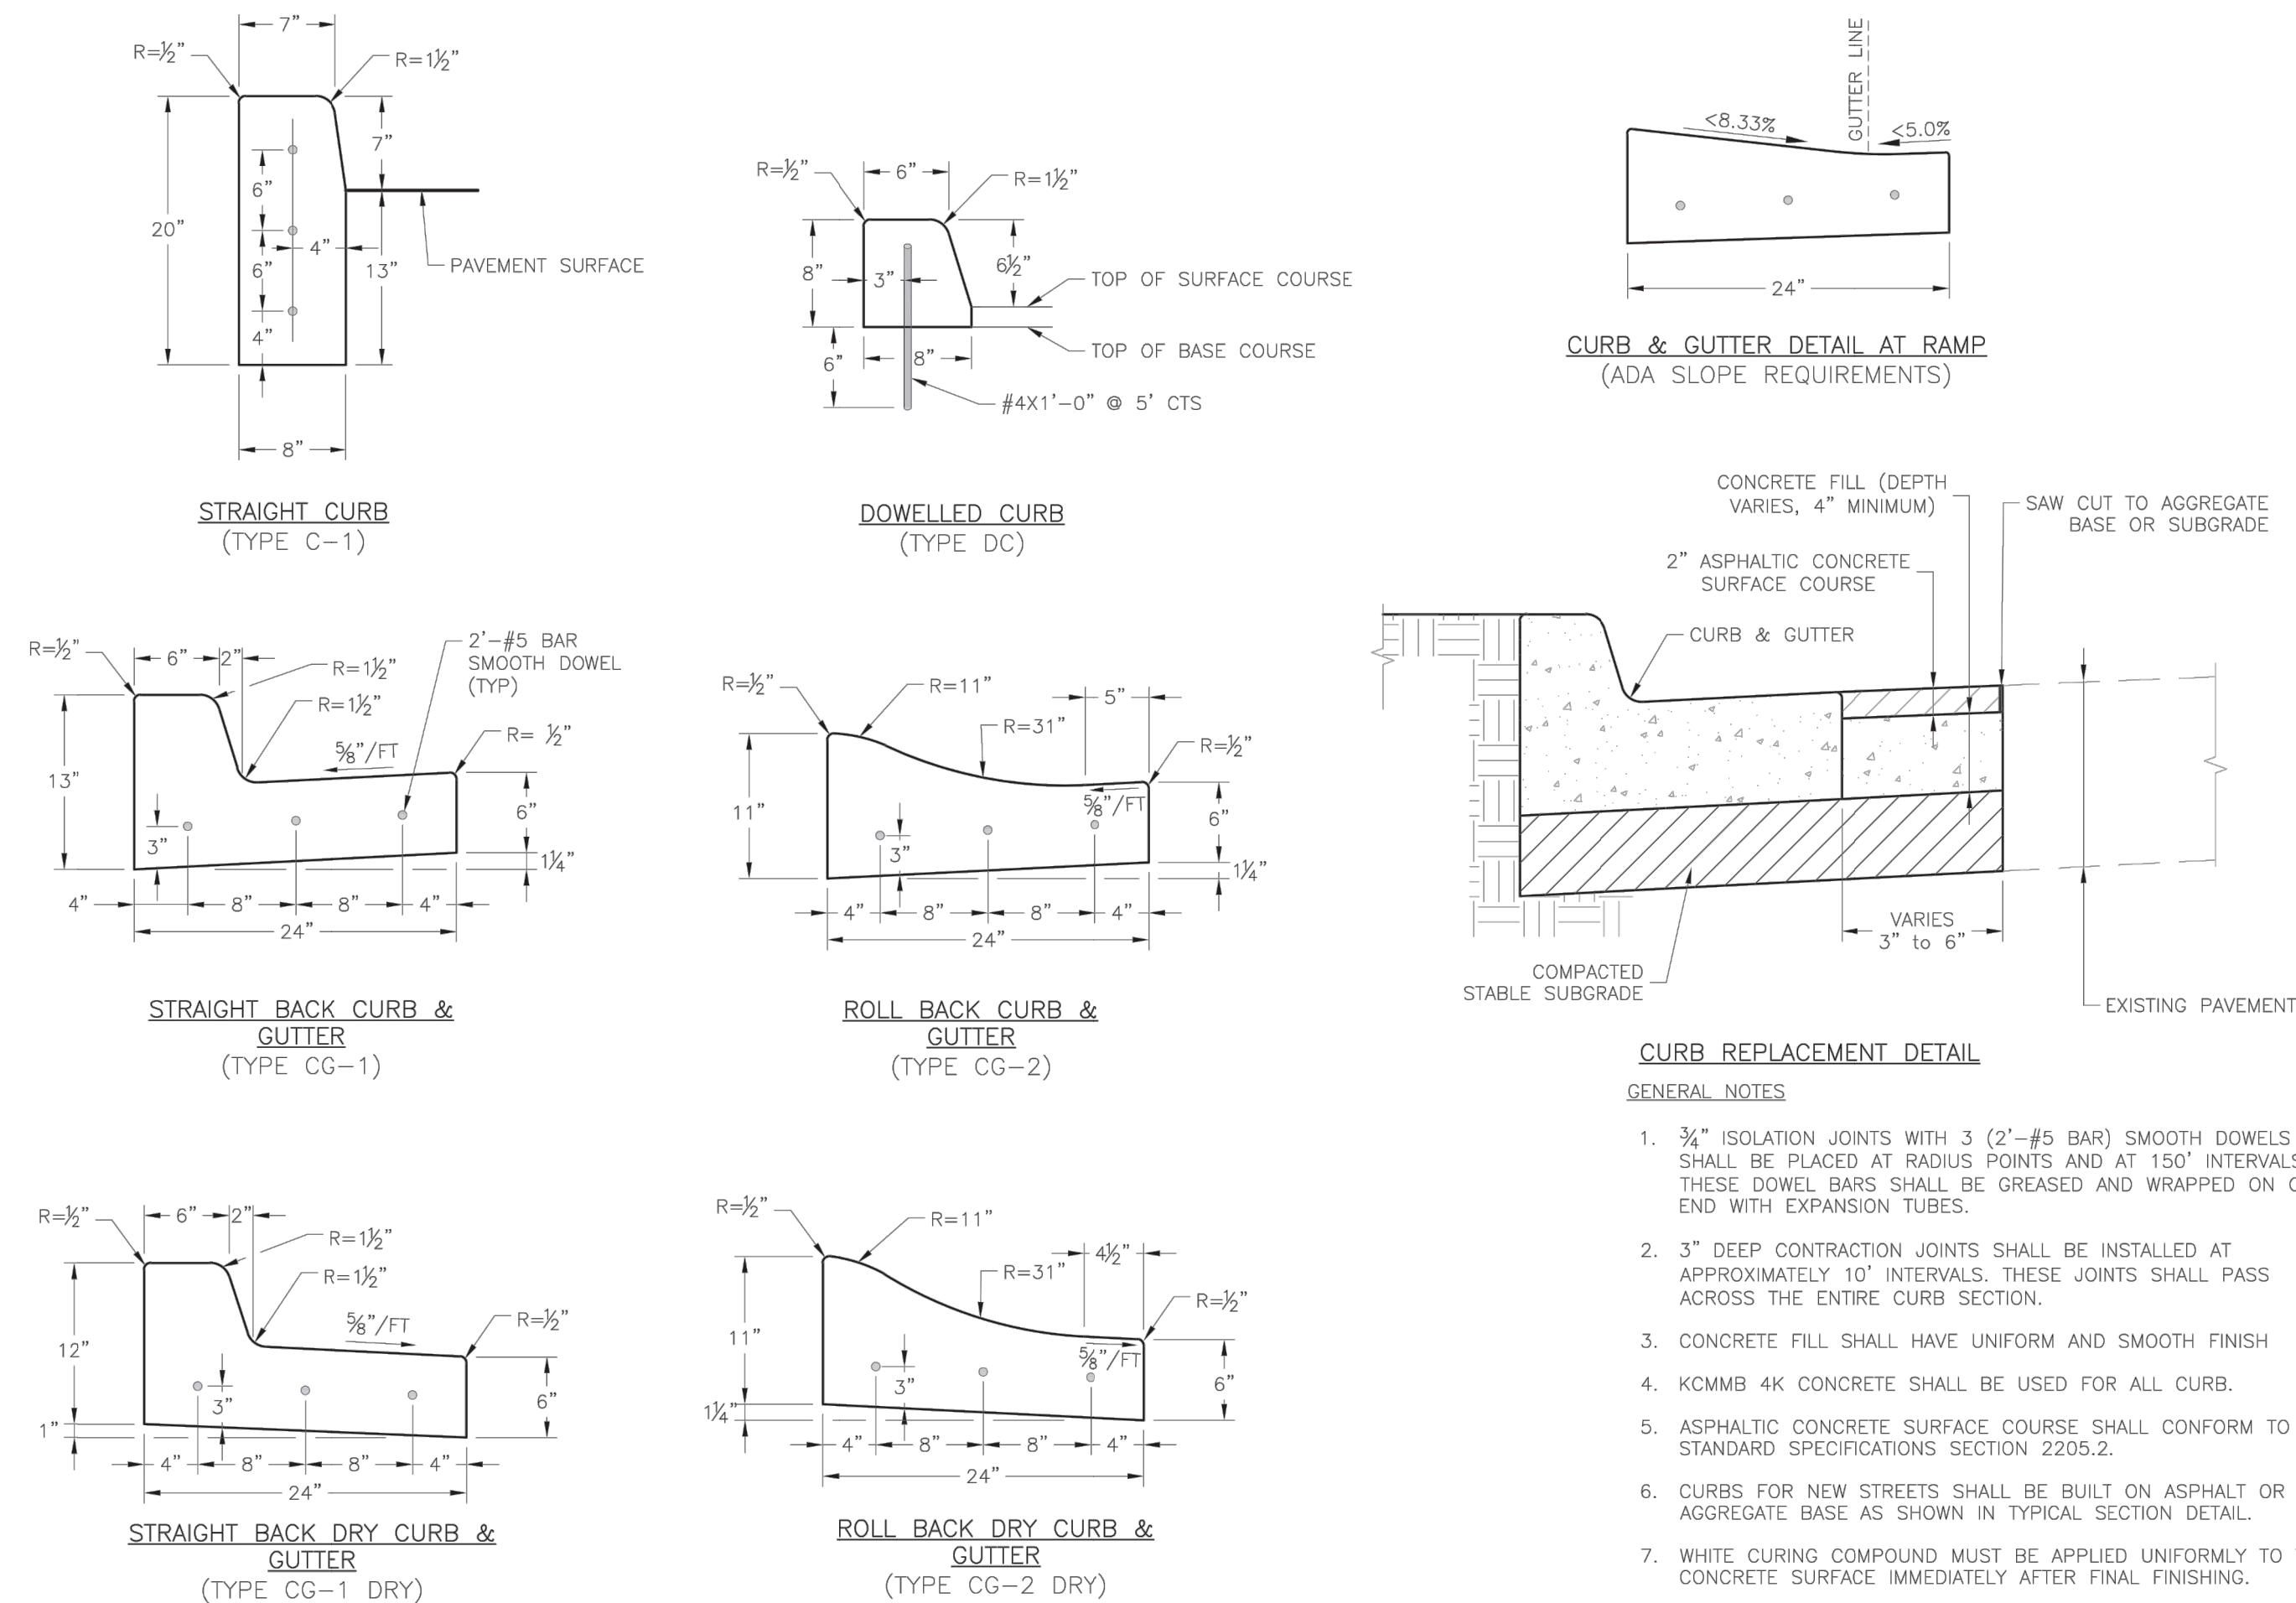 7"
R=½"
R=1½"
20"
6"
6"
4"
4"
7"
13"
PAVEMENT SURFACE
8"
STRAIGHT CURB
(TYPE C-1)
R=½"
6"
R=1½"
8"
3"
6½"
TOP OF SURFACE COURSE
TOP OF BASE COURSE
6"
8"
#4X1'-0" @ 5' CTS
DOWELLED CURB
(TYPE DC)
GUTTER LINE
<8.33%
<5.0%
24"
CURB & GUTTER DETAIL AT RAMP
(ADA SLOPE REQUIREMENTS)
R=½"
6"
2"
R=1½"
R=1½"
2'-#5 BAR
SMOOTH DOWEL
(TYP)
⅝"/FT
R= ½"
13"
3"
6"
1¼"
4"
8"
8"
4"
24"
STRAIGHT BACK CURB &
GUTTER
(TYPE CG-1)
R=½"
R=11"
R=31"
5"
R=½"
⅝"/FT
11"
3"
6"
1¼"
4"
8"
8"
4"
24"
ROLL BACK CURB &
GUTTER
(TYPE CG-2)
CONCRETE FILL (DEPTH
VARIES, 4" MINIMUM)
SAW CUT TO AGGREGATE
BASE OR SUBGRADE
2" ASPHALTIC CONCRETE
SURFACE COURSE
CURB & GUTTER
VARIES
3" to 6"
COMPACTED
STABLE SUBGRADE
EXISTING PAVEMENT
CURB REPLACEMENT DETAIL
R=½"
6"
2"
R=1½"
R=1½"
⅝"/FT
R=½"
12"
3"
6"
1"
4"
8"
8"
4"
24"
STRAIGHT BACK DRY CURB &
GUTTER
(TYPE CG-1 DRY)
R=½"
R=11"
R=31"
4½"
R=½"
⅝"/FT
11"
3"
6"
1¼"
4"
8"
8"
4"
24"
ROLL BACK DRY CURB &
GUTTER
(TYPE CG-2 DRY)
GENERAL NOTES
1. ¾" ISOLATION JOINTS WITH 3 (2'-#5 BAR) SMOOTH DOWELS
SHALL BE PLACED AT RADIUS POINTS AND AT 150' INTERVALS
THESE DOWEL BARS SHALL BE GREASED AND WRAPPED ON
END WITH EXPANSION TUBES.
2. 3" DEEP CONTRACTION JOINTS SHALL BE INSTALLED AT
APPROXIMATELY 10' INTERVALS. THESE JOINTS SHALL PASS
ACROSS THE ENTIRE CURB SECTION.
3. CONCRETE FILL SHALL HAVE UNIFORM AND SMOOTH FINISH
4. KCMMB 4K CONCRETE SHALL BE USED FOR ALL CURB.
5. ASPHALTIC CONCRETE SURFACE COURSE SHALL CONFORM TO
STANDARD SPECIFICATIONS SECTION 2205.2.
6. CURBS FOR NEW STREETS SHALL BE BUILT ON ASPHALT OR
AGGREGATE BASE AS SHOWN IN TYPICAL SECTION DETAIL.
7. WHITE CURING COMPOUND MUST BE APPLIED UNIFORMLY TO
CONCRETE SURFACE IMMEDIATELY AFTER FINAL FINISHING.